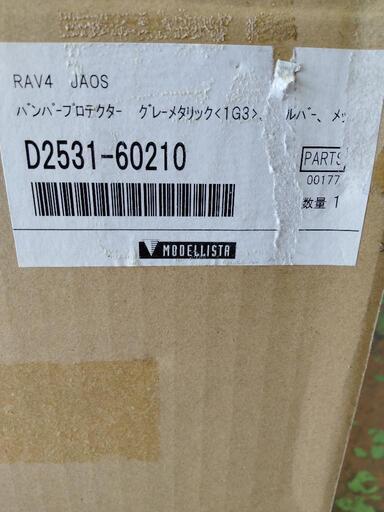 RAV4 JAOS
バンパープロテクター グレーメタリック<1G3>、 ルバー、メッ
D2531-60210
PARTS
00177
数量 1
MODELLISTA